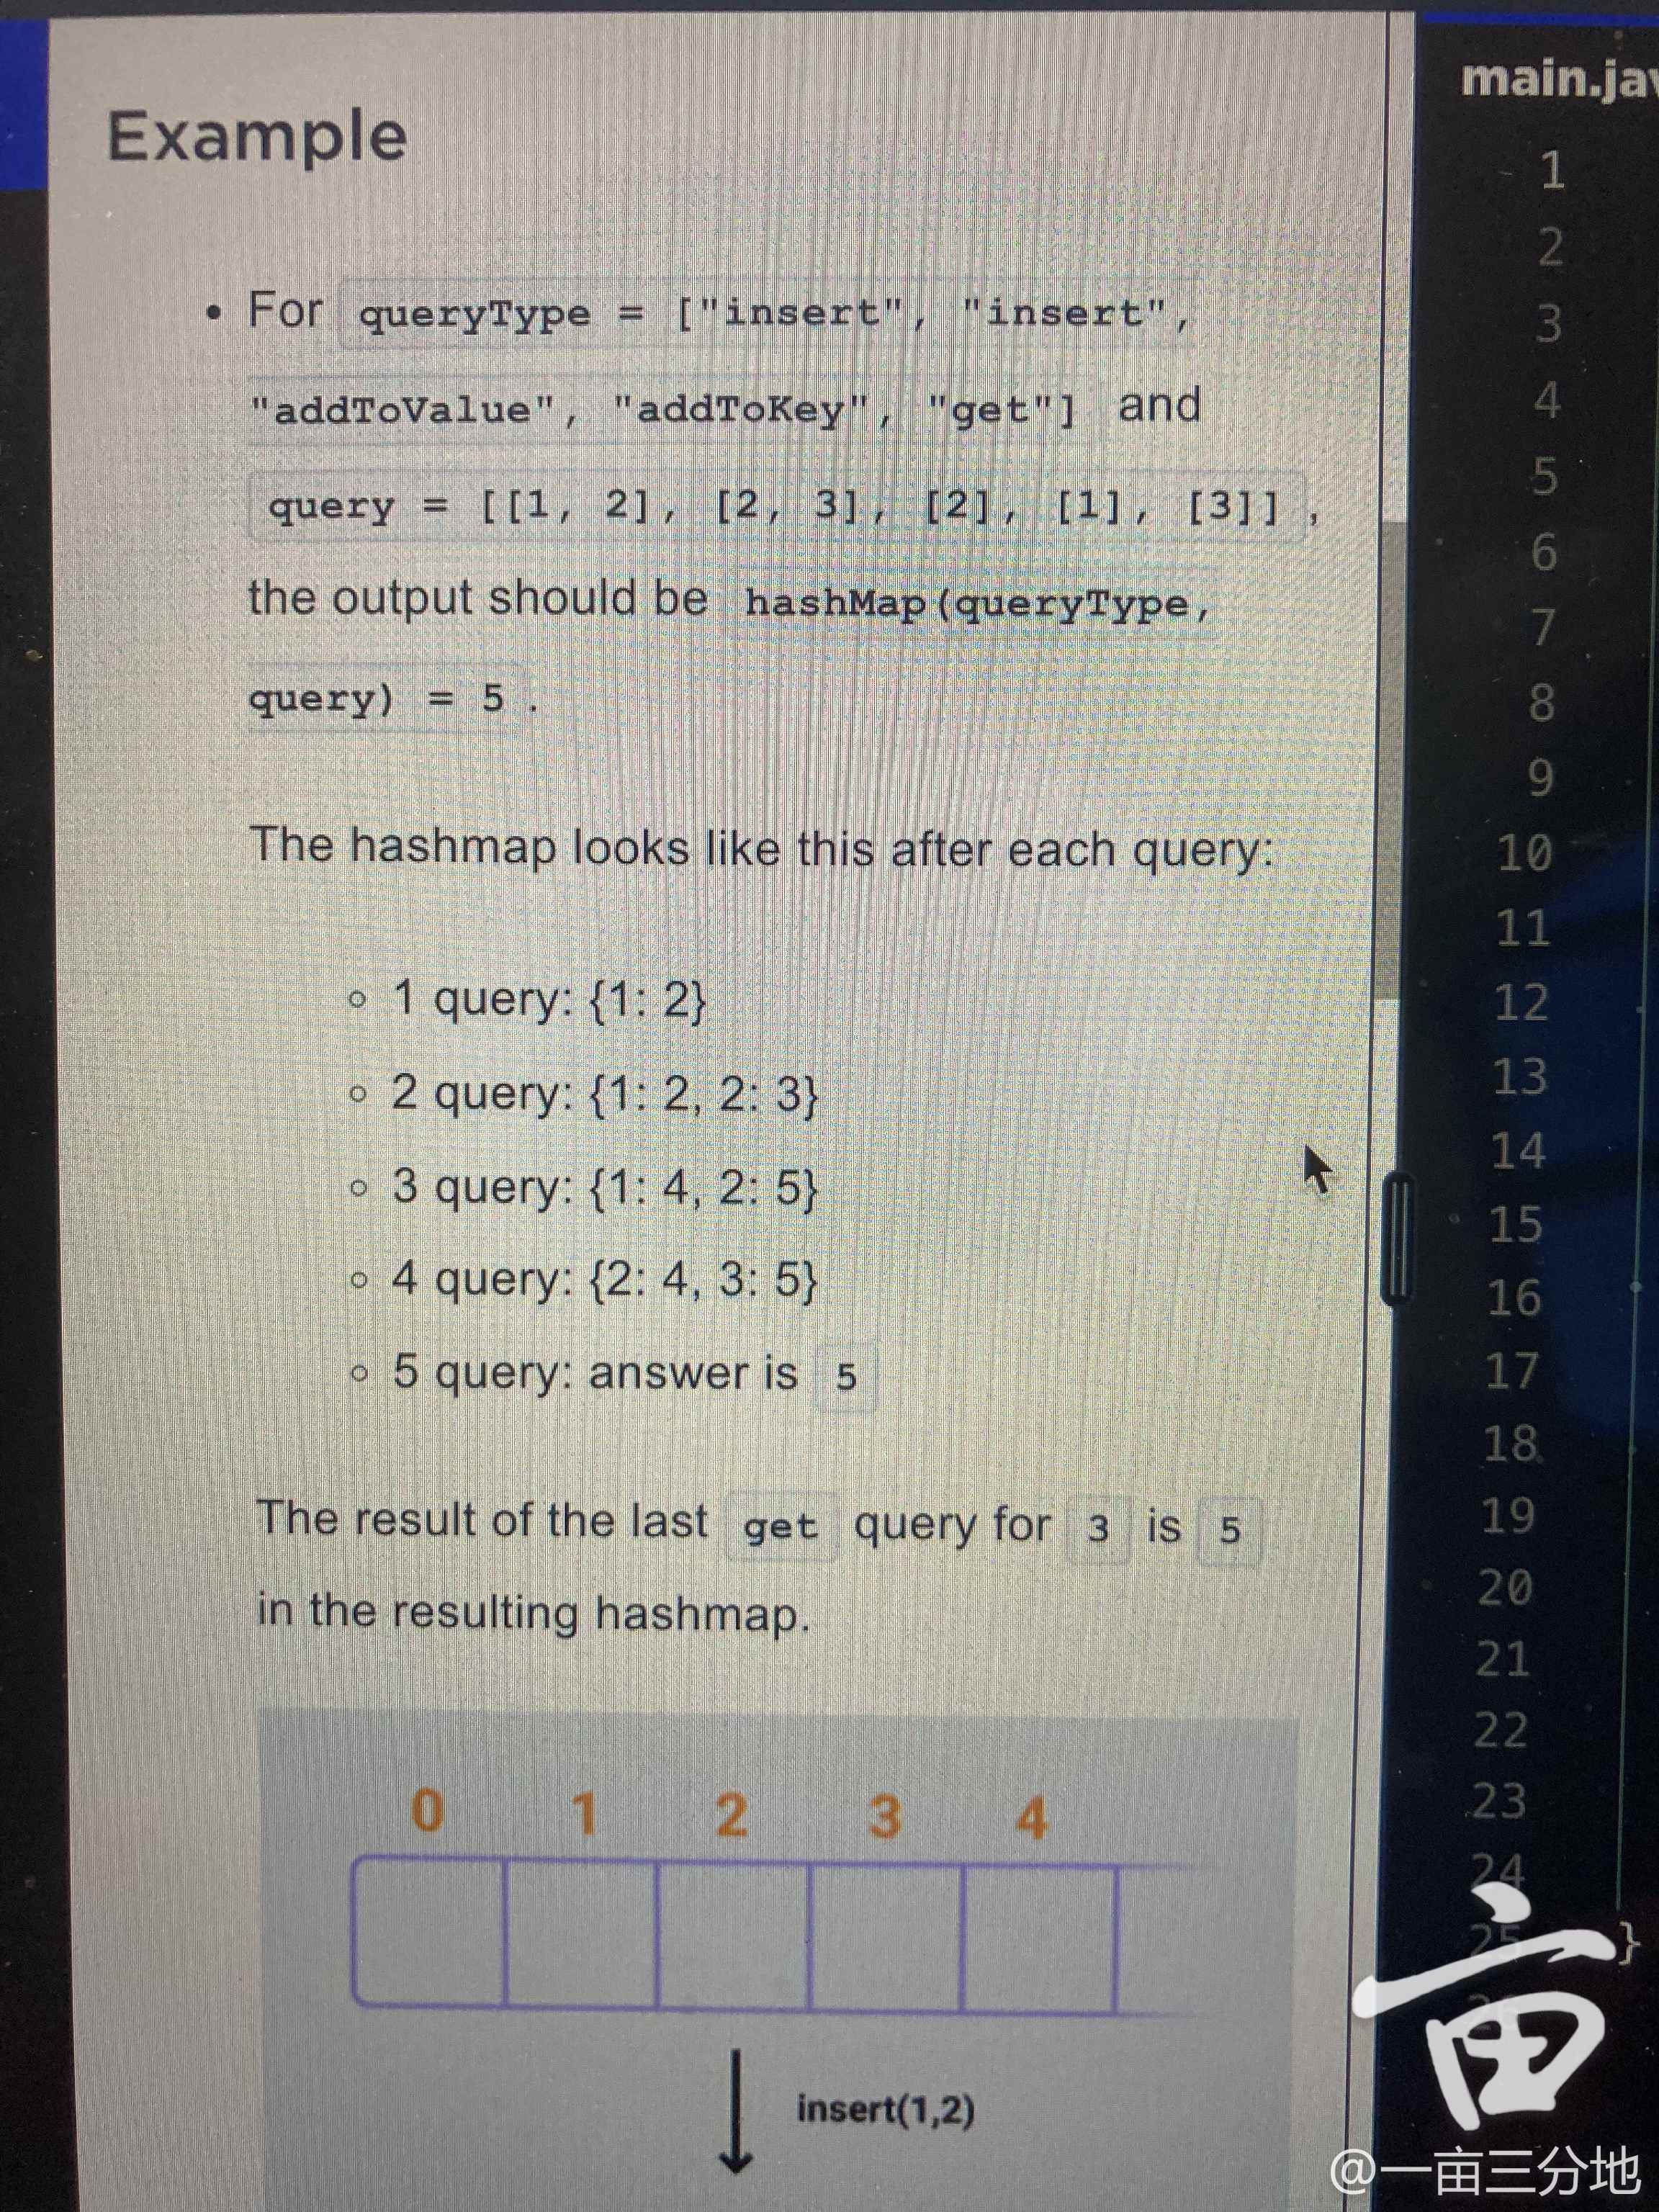 Example
• For queryType = ["insert", "insert",
"addToValue", "addToKey", "get"] and
query = [[1, 2], [2, 3], [2], [1], [3]] ,
the output should be hashMap(queryType,
query) = 5 .
The hashmap looks like this after each query:
◦ 1 query: {1: 2}
◦ 2 query: {1: 2, 2: 3}
◦ 3 query: {1: 4, 2: 5}
◦ 4 query: {2: 4, 3: 5}
◦ 5 query: answer is 5
The result of the last get query for 3 is 5
in the resulting hashmap.
0 1 2 3 4
insert(1,2)
main.jav
1
2
3
4
5
6
7
8
9
10
11
12
13
14
15
16
17
18
19
20
21
22
23
24
25 }
亩
@一亩三分地